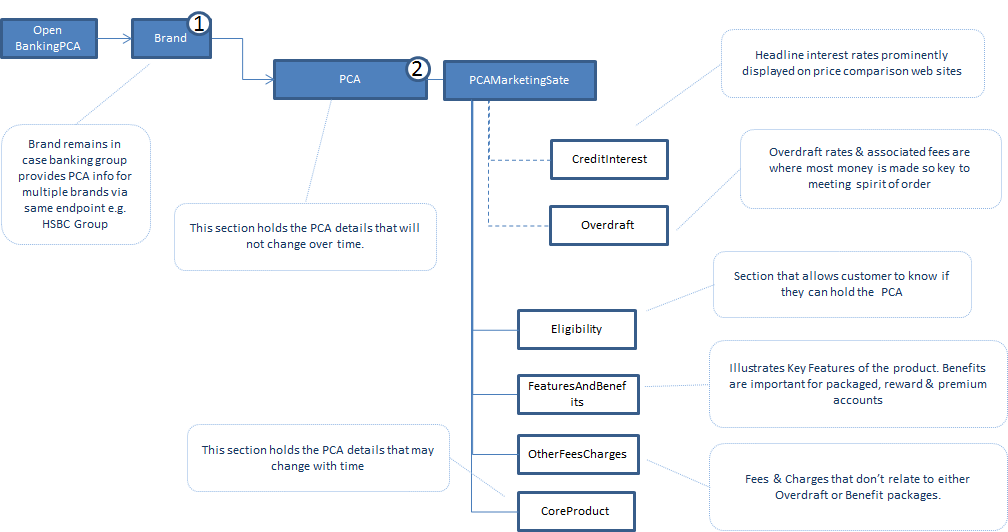 Open
BankingPCA
Brand
1
PCA
2
PCAMarketingSate
Headline interest rates prominently
displayed on price comparison web sites
Brand remains in
case banking group
provides PCA info for
multiple brands via
same endpoint e.g.
HSBC Group
CreditInterest
Overdraft rates & associated fees are
where most money is made so key to
meeting spirit of order
This section holds the PCA details that will
not change over time.
Overdraft
Section that allows customer to know if
they can hold the PCA
Eligibility
Illustrates Key Features of the product. Benefits
are important for packaged, reward & premium
accounts
FeaturesAndBenef
its
This section holds the PCA details that may
change with time
OtherFeesCharges
Fees & Charges that don't relate to either
Overdraft or Benefit packages.
CoreProduct